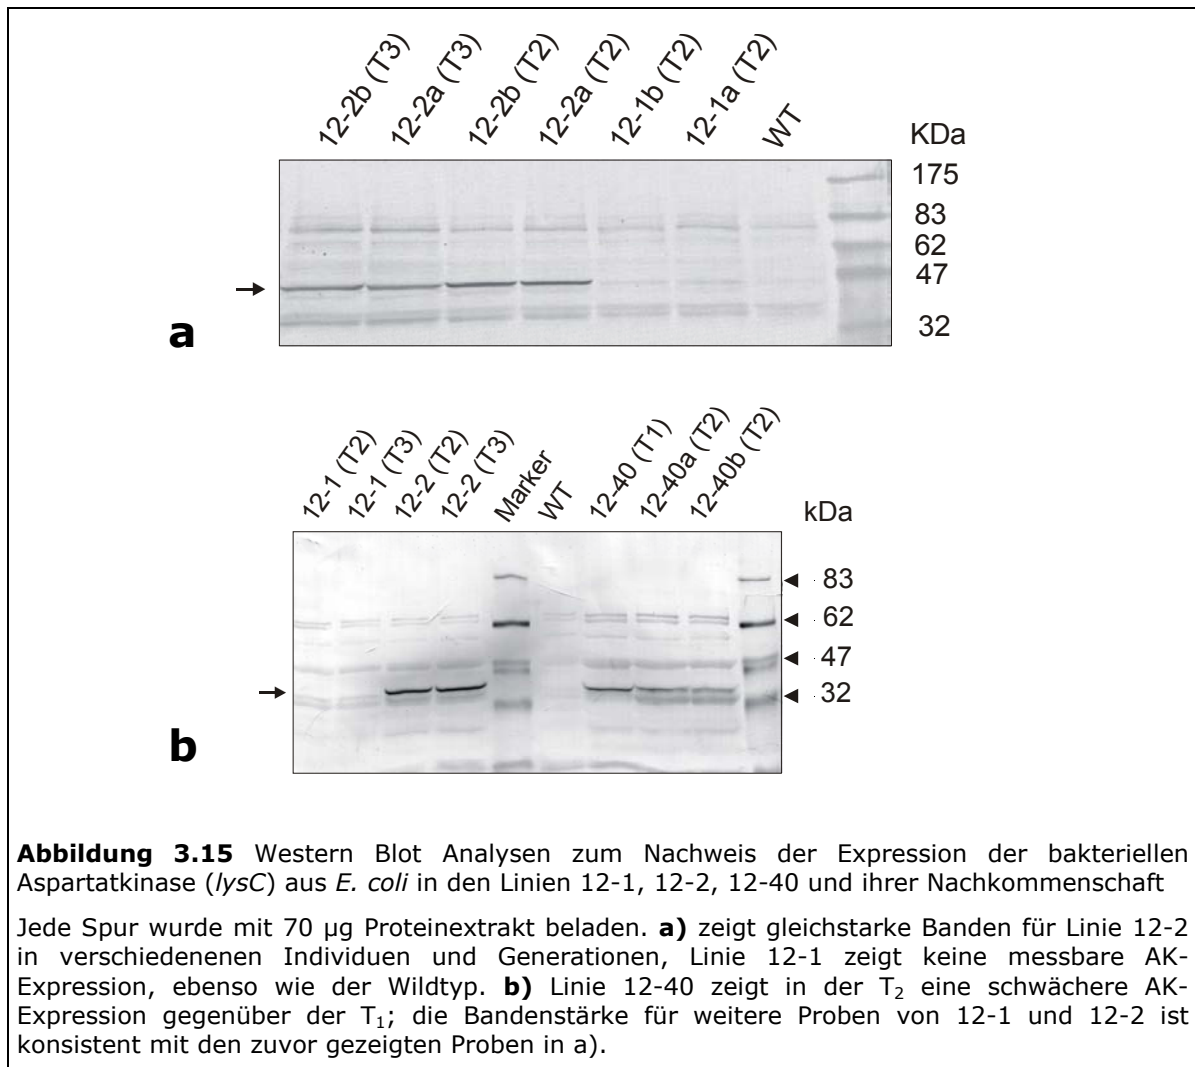 12-2b (T3)
12-2a (T3)
12-2b (T2)
12-2a (T2)
12-1b (T2)
12-1a (T2)
WT
KDa
175
83
62
47
32
a
12-1 (T2)
12-1 (T3)
12-2 (T2)
12-2 (T3)
Marker
WT
12-40 (T1)
12-40a (T2)
12-40b (T2)
kDa
83
62
47
32
b
Abbildung 3.15 Western Blot Analysen zum Nachweis der Expression der bakteriellen
Aspartatkinase (lysC) aus E. coli in den Linien 12-1, 12-2, 12-40 und ihrer Nachkommenschaft
Jede Spur wurde mit 70 µg Proteinextrakt beladen. a) zeigt gleichstarke Banden für Linie 12-2
in verschiedenenen Individuen und Generationen, Linie 12-1 zeigt keine messbare AK-
Expression, ebenso wie der Wildtyp. b) Linie 12-40 zeigt in der T₂ eine schwächere AK-
Expression gegenüber der T₁; die Bandenstärke für weitere Proben von 12-1 und 12-2 ist
konsistent mit den zuvor gezeigten Proben in a).